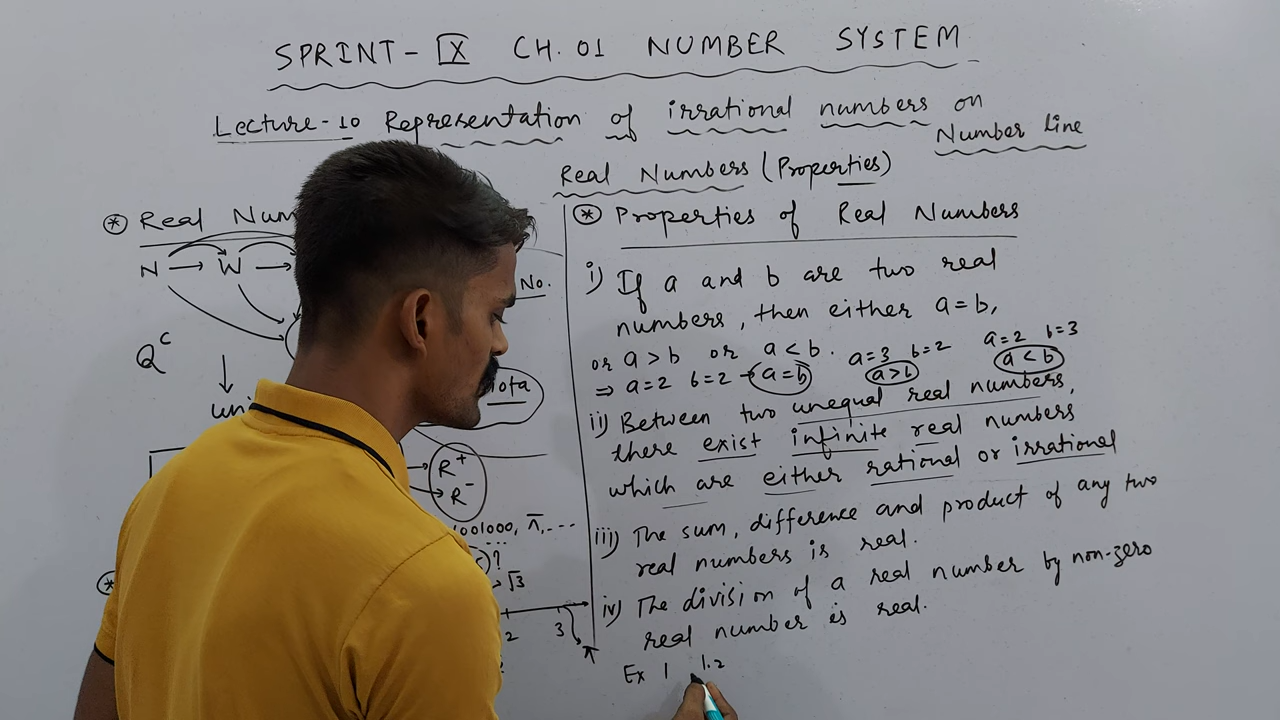 SPRINT-IX CH.01 NUMBER SYSTEM
Lecture-10 Representation of irrational numbers on
Number line
Real Numbers (Properties)
* Real Num
N → W →
No.
Q^c
iota
R+
R-
1001000, π, ---
?
√3
2 3
π
* Properties of Real Numbers
i) If a and b are two real
numbers, then either a=b,
or a>b or a<b. a=3 b=2 a=2 b=3
⇒ a=2 b=2 → a=b a>b a<b
ii) Between two unequal real numbers,
there exist infinite real numbers
which are either rational or irrational
iii) The sum, difference and product of any two
real numbers is real.
iv) The division of a real number by non-zero
real number is real.
Ex 1 1.2